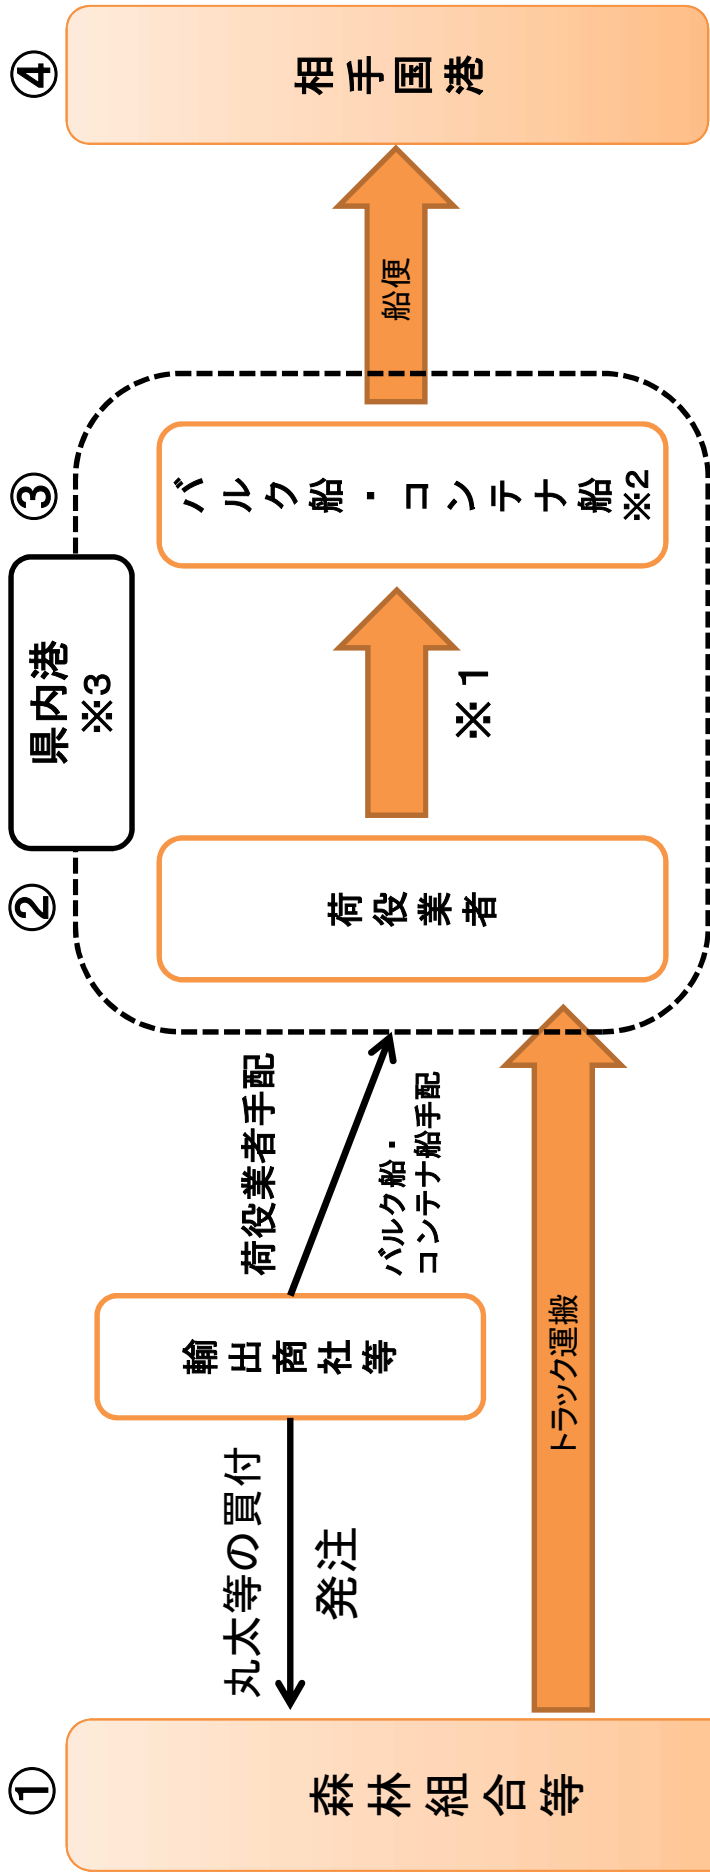 ①
森林組合等
丸太等の買付
発注
輸出商社等
荷役業者手配
バルク船・
コンテナ船手配
トラック運搬
②
荷役業者
県内港
※3
※1
③
バルク船・コンテナ船
※2
船便
④
相手国港